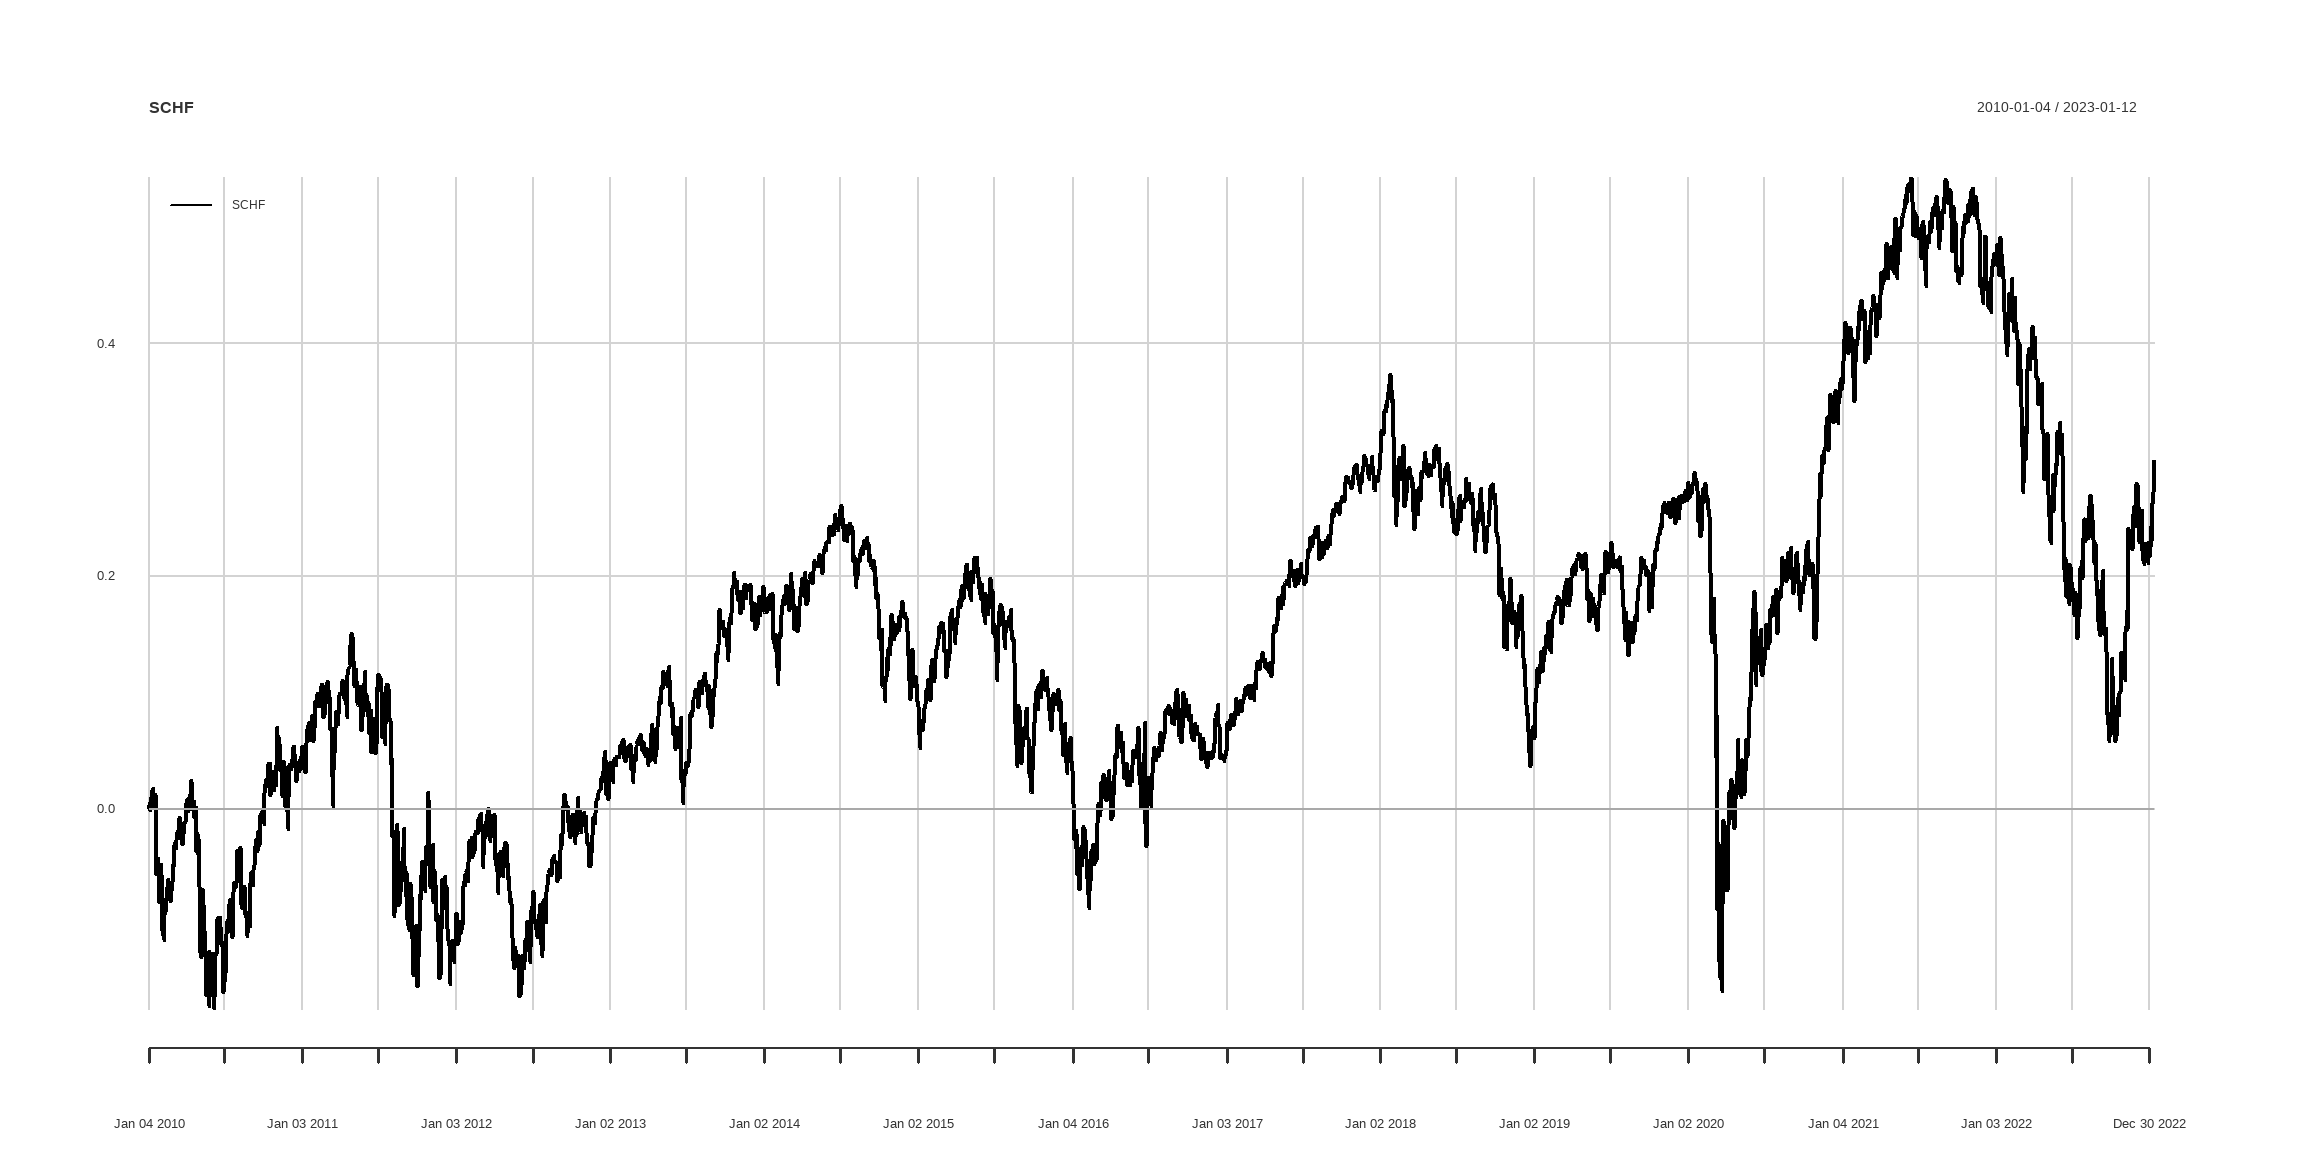 SCHF
2010-01-04 / 2023-01-12
SCHF
0.4
0.2
0.0
Jan 04 2010
Jan 03 2011
Jan 03 2012
Jan 02 2013
Jan 02 2014
Jan 02 2015
Jan 04 2016
Jan 03 2017
Jan 02 2018
Jan 02 2019
Jan 02 2020
Jan 04 2021
Jan 03 2022
Dec 30 2022